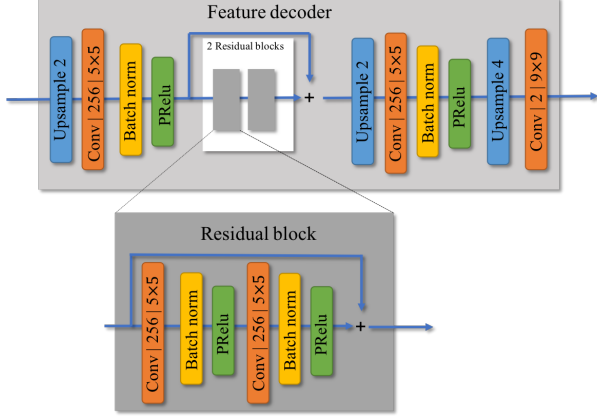 Feature decoder
2 Residual blocks
Upsample 2
Conv | 256 | 5×5
Batch norm
PRelu
+
Upsample 2
Conv | 256 | 5×5
Batch norm
PRelu
Upsample 4
Conv | 2 | 9×9
Residual block
Conv | 256 | 5×5
Batch norm
PRelu
Conv | 256 | 5×5
Batch norm
PRelu
+